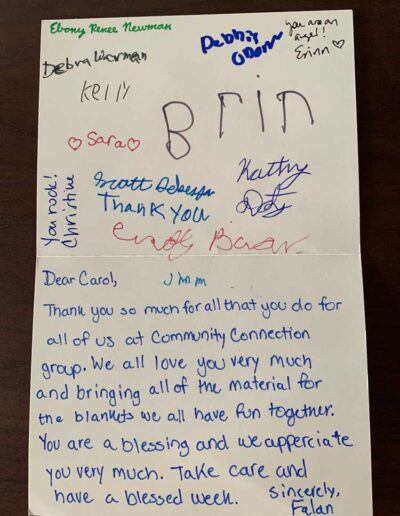 Ebony Renee Newman
Debbie
you are an
angel!
Erinn ♡
Debra
Kelly
Brin
♡ Sara ♡
You rock!
Christine
Scott
Thank you
Kathy
Dear Carol,
Thank you so much for all that you do for
all of us at Community Connection
group. We all love you very much
and bringing all of the material for
the blankets we all have fun together.
You are a blessing and we apperciate
you very much. Take care and
have a blessed week.
sincerely,
Falan